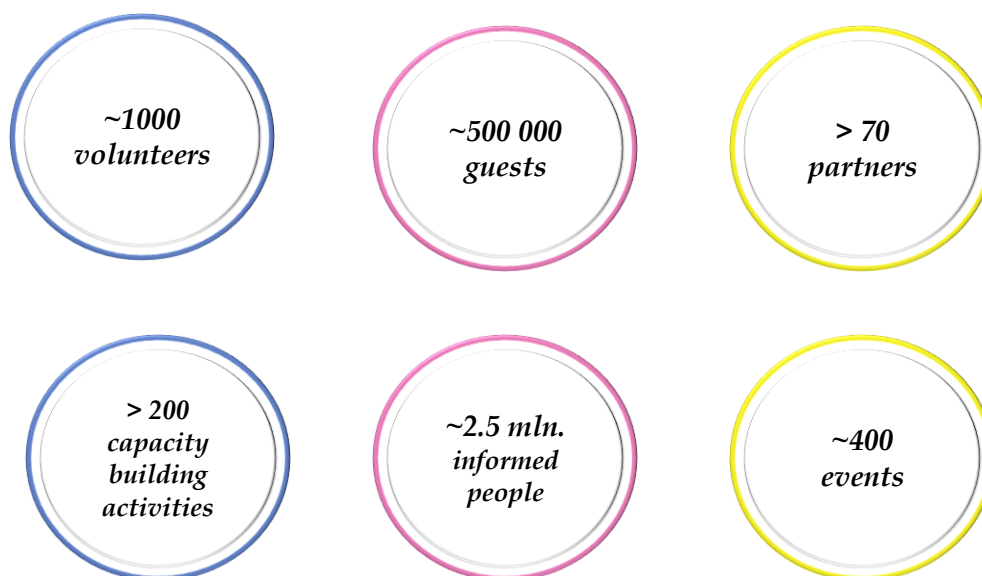 ~1000
volunteers
~500 000
guests
> 70
partners
> 200
capacity
building
activities
~2.5 mln.
informed
people
~400
events